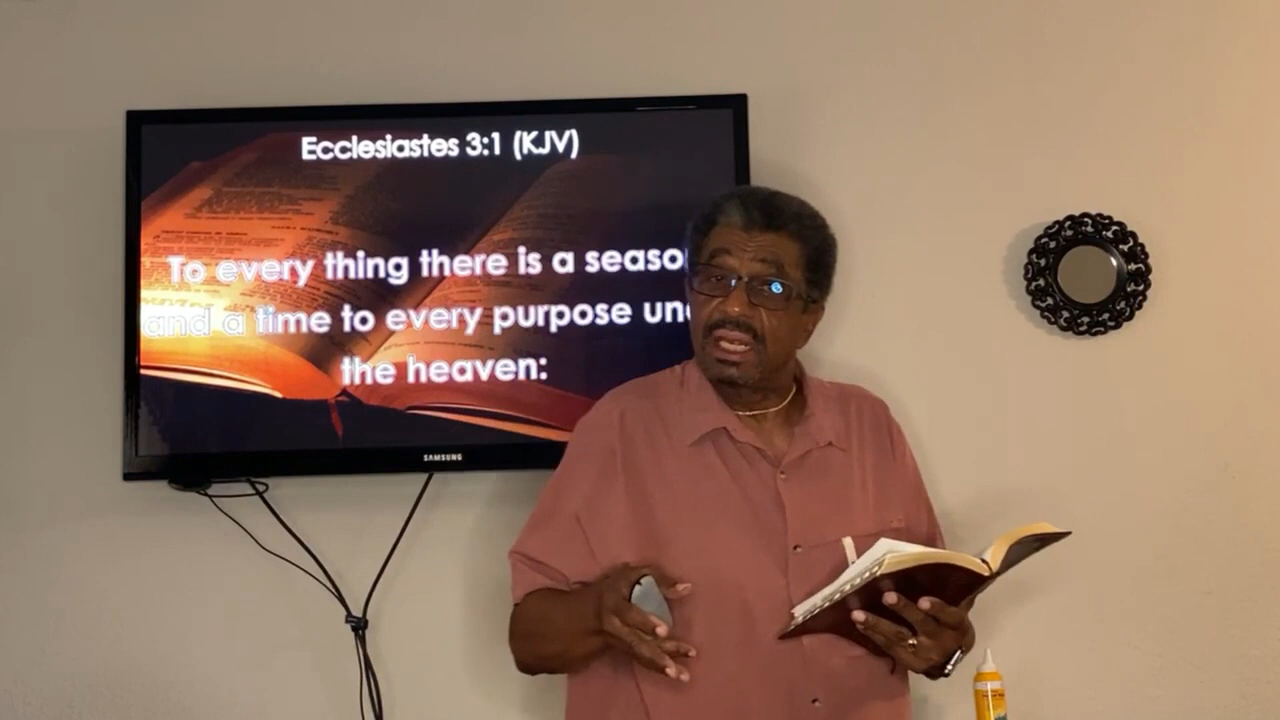 Ecclesiastes 3:1 (KJV)
To every thing there is a seaso
and a time to every purpose un
the heaven:
SAMSUNG